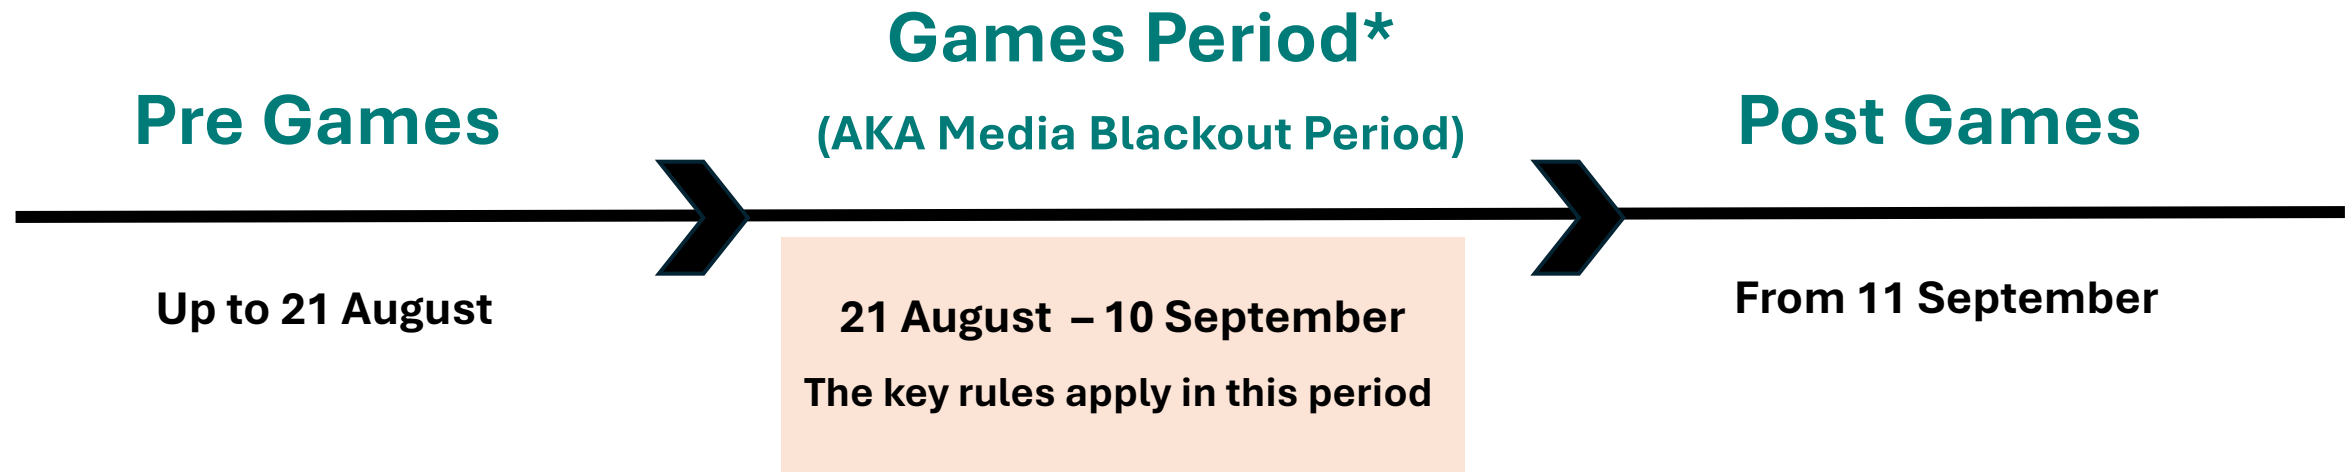 Pre Games
Up to 21 August
Games Period*
(AKA Media Blackout Period)
21 August – 10 September
The key rules apply in this period
Post Games
From 11 September